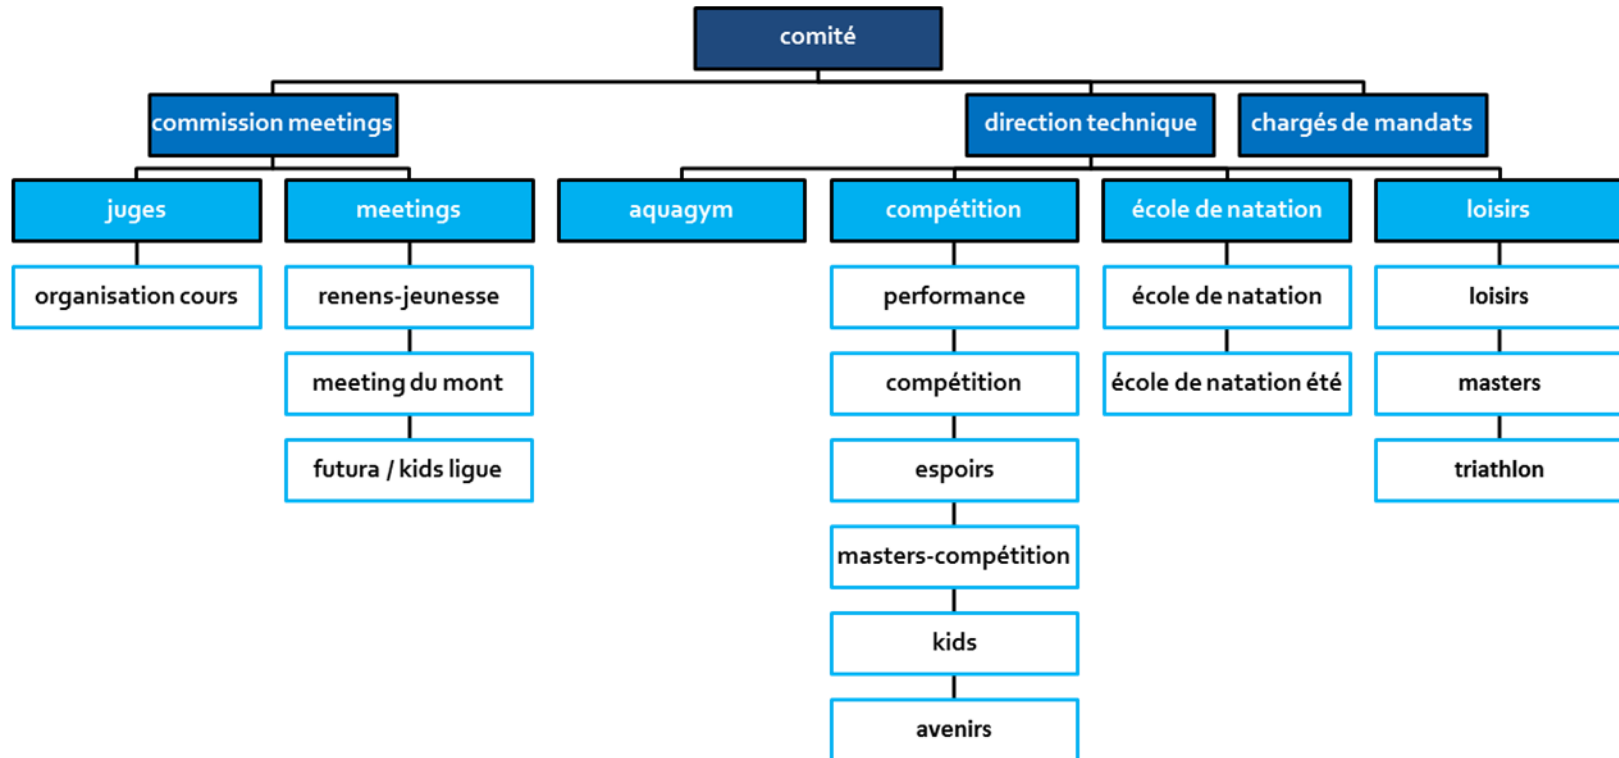 comité
commission meetings
direction technique
chargés de mandats
juges
meetings
aquagym
compétition
école de natation
loisirs
organisation cours
renens-jeunesse
performance
école de natation
loisirs
meeting du mont
compétition
école de natation été
masters
futura / kids ligue
espoirs
triathlon
masters-compétition
kids
avenirs